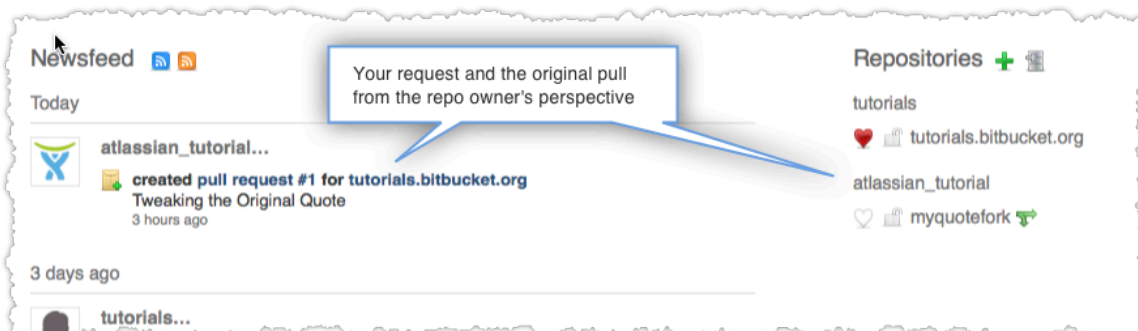 Newsfeed
Today
atlassian_tutorial...
created pull request #1 for tutorials.bitbucket.org
Tweaking the Original Quote
3 hours ago
3 days ago
tutorials...
Your request and the original pull
from the repo owner's perspective
Repositories
tutorials
tutorials.bitbucket.org
atlassian_tutorial
myquotefork